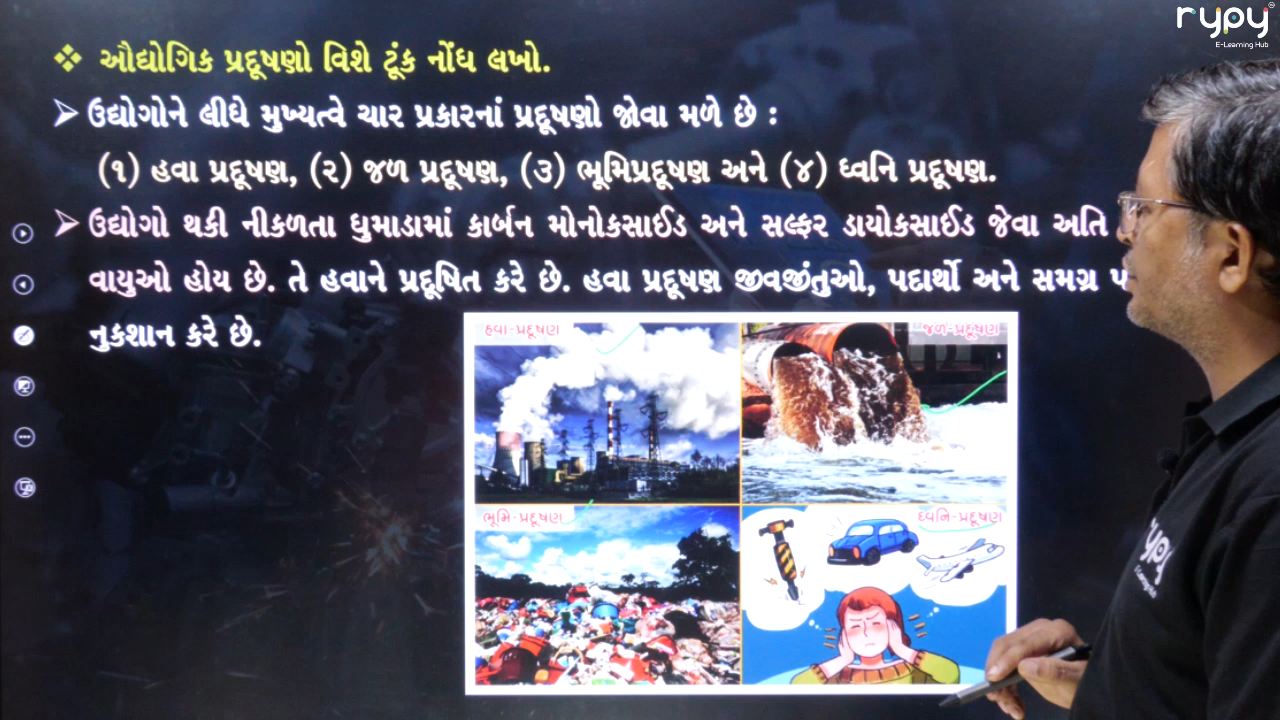 rypy
E-Learning Hub
❖ ઔદ્યોગિક પ્રદૂષણો વિશે ટૂંક નોંધ લખો.
➢ ઉદ્યોગોને લીધે મુખ્યત્વે ચાર પ્રકારનાં પ્રદૂષણો જોવા મળે છે :
(૧) હવા પ્રદૂષણ, (૨) જળ પ્રદૂષણ, (૩) ભૂમિપ્રદૂષણ અને (૪) ધ્વનિ પ્રદૂષણ.
➢ ઉદ્યોગો થકી નીકળતા ધુમાડામાં કાર્બન મોનોકસાઈડ અને સલ્ફર ડાયોકસાઈડ જેવા અતિ
વાયુઓ હોય છે. તે હવાને પ્રદૂષિત કરે છે. હવા પ્રદૂષણ જીવજીંતુઓ, પદાર્થો અને સમગ્ર
નુકશાન કરે છે.
હવા-પ્રદૂષણ
જળ-પ્રદૂષણ
ભૂમિ-પ્રદૂષણ
ધ્વનિ-પ્રદૂષણ
rypy
E-Learning Hub